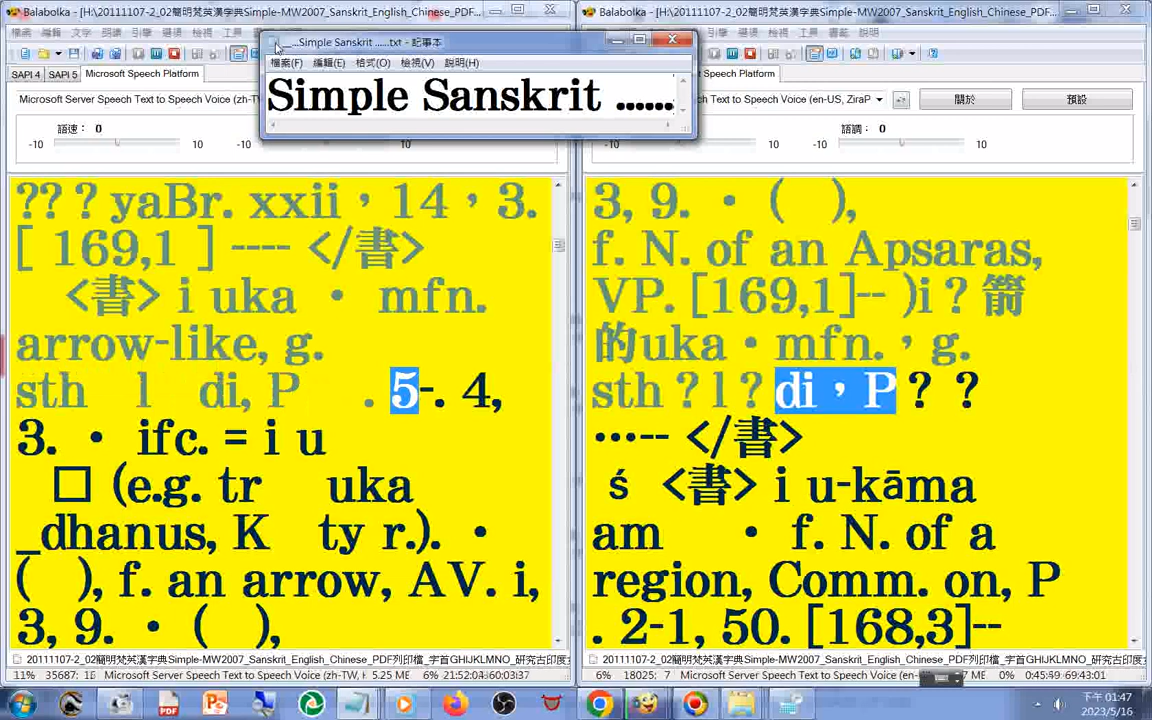 Balabolka - [H:\20111107-2_02簡明梵英漢字典Simple-MW2007_Sanskrit_English_Chinese_PDF...
Balabolka - [H:\20111107-2_02簡明梵英漢字典Simple-MW2007_Sanskrit_English_Chinese_PDF...
...Simple Sanskrit ......txt - 記事本
檔案(F) 編輯(E) 格式(O) 檢視(V) 說明(H)
Simple Sanskrit ......
SAPI 4 SAPI 5 Microsoft Speech Platform
Microsoft Server Speech Text to Speech Voice (zh-TW,
語速： 0
-10 10 10
Microsoft Server Speech Text to Speech Voice (en-US, ZiraP 關於 預設
語調： 0
-10 10
?? ? yaBr. xxii，14，3.
[ 169,1 ] ---- </書>
<書> i uka • mfn.
arrow-like, g.
sth l di, P . 5-. 4,
3. • ifc. = i u
□ (e.g. tr uka
_dhanus, K ty r.). •
( ), f. an arrow, AV. i,
3, 9. • ( ),
3, 9. • ( ),
f. N. of an Apsaras,
VP. [169,1]-- )i ? 箭
的uka • mfn.，g.
sth ? l ? di，P ? ?
…-- </書>
ś <書> i u-kāma
am • f. N. of a
region, Comm. on, P
. 2-1, 50. [168,3]--
20111107-2_02簡明梵英漢字典Simple-MW2007_Sanskrit_English_Chinese_PDF列印檔_字首GHIJKLMNO_研究古印度
20111107-2_02簡明梵英漢字典Simple-MW2007_Sanskrit_English_Chinese_PDF列印檔_字首GHIJKLMNO_研究古印度
11% 35687: 1 Microsoft Server Speech Text to Speech Voice (zh-TW, 5.25 ME 0% 21:52:04
6% 18025: 7 Microsoft Server Speech Text to Speech Voice 0% 0:45:49
下午 01:47
2023/5/16